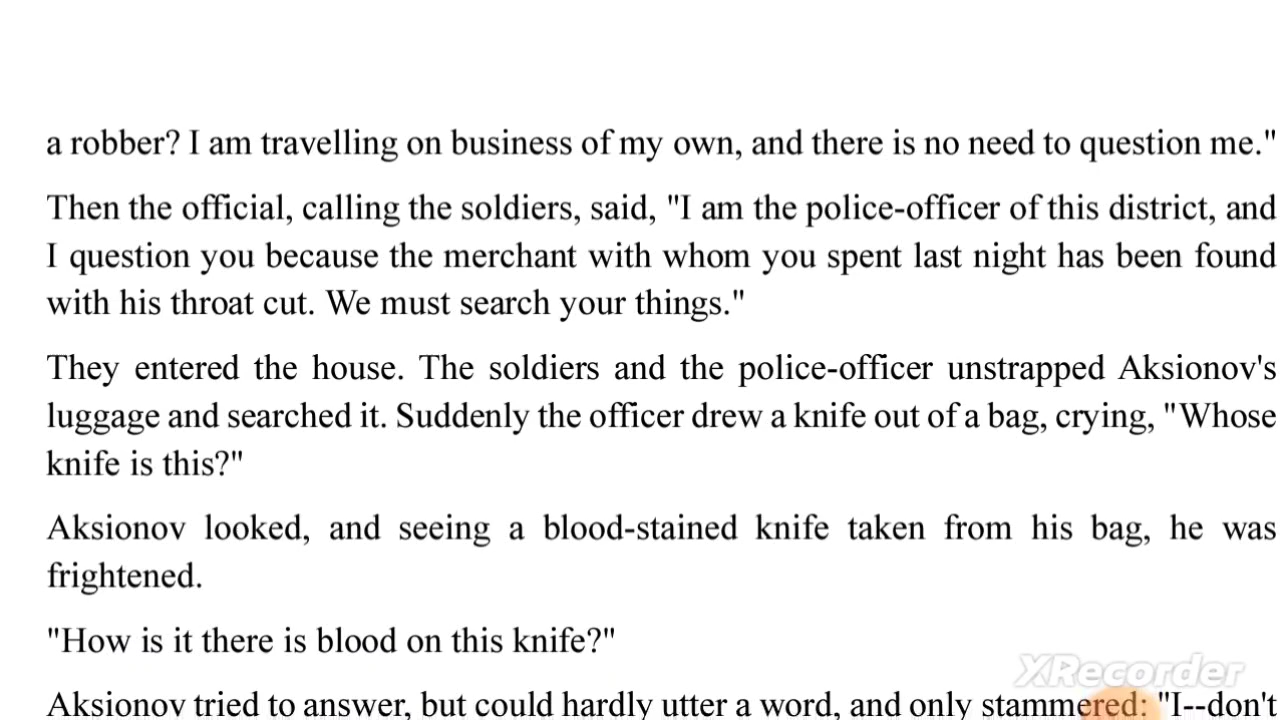 a robber? I am travelling on business of my own, and there is no need to question me."
Then the official, calling the soldiers, said, "I am the police-officer of this district, and
I question you because the merchant with whom you spent last night has been found
with his throat cut. We must search your things."
They entered the house. The soldiers and the police-officer unstrapped Aksionov's
luggage and searched it. Suddenly the officer drew a knife out of a bag, crying, "Whose
knife is this?"
Aksionov looked, and seeing a blood-stained knife taken from his bag, he was
frightened.
"How is it there is blood on this knife?"
XRecorder
Aksionov tried to answer, but could hardly utter a word, and only stammered: "I--don't